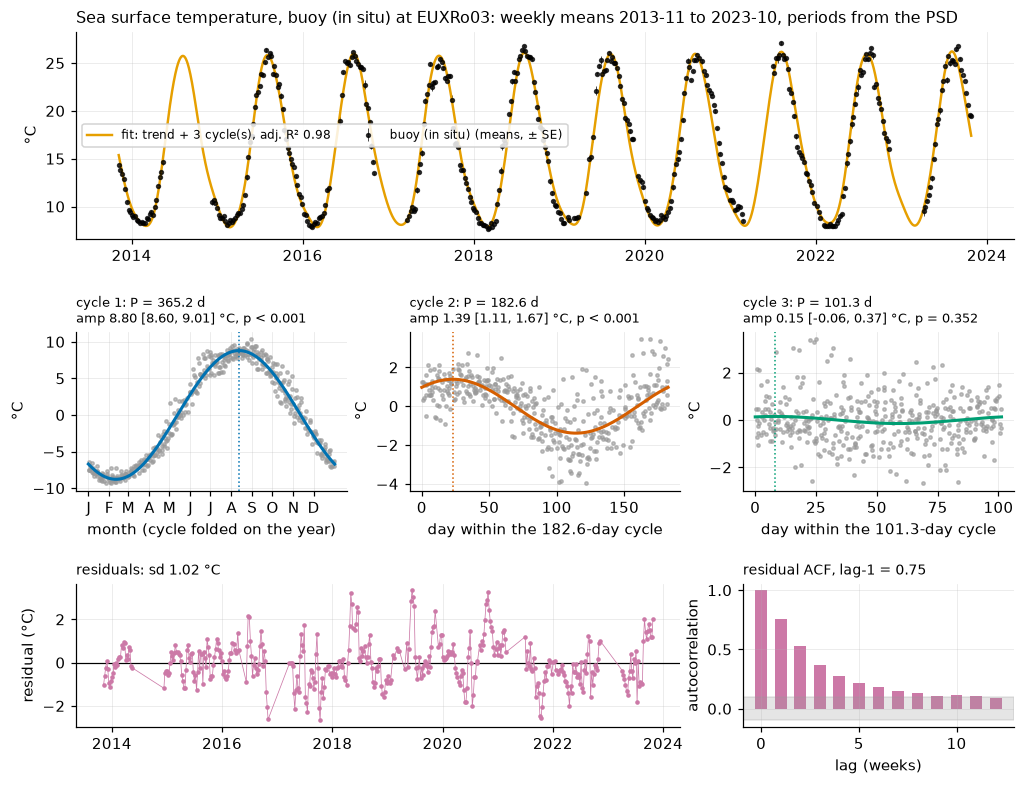 Sea surface temperature, buoy (in situ) at EUXRo03: weekly means 2013-11 to 2023-10, periods from the PSD
°C
25
20
15
10
fit: trend + 3 cycle(s), adj. R² 0.98
buoy (in situ) (means, ± SE)
2014 2016 2018 2020 2022 2024
cycle 1: P = 365.2 d
amp 8.80 [8.60, 9.01] °C, p < 0.001
°C
10
5
0
−5
−10
J F M A M J J A S O N D
month (cycle folded on the year)
cycle 2: P = 182.6 d
amp 1.39 [1.11, 1.67] °C, p < 0.001
°C
2
0
−2
−4
0 50 100 150
day within the 182.6-day cycle
cycle 3: P = 101.3 d
amp 0.15 [-0.06, 0.37] °C, p = 0.352
°C
2
0
−2
0 25 50 75 100
day within the 101.3-day cycle
residuals: sd 1.02 °C
residual (°C)
2
0
−2
2014 2016 2018 2020 2022 2024
residual ACF, lag-1 = 0.75
autocorrelation
1.0
0.5
0.0
0 5 10
lag (weeks)